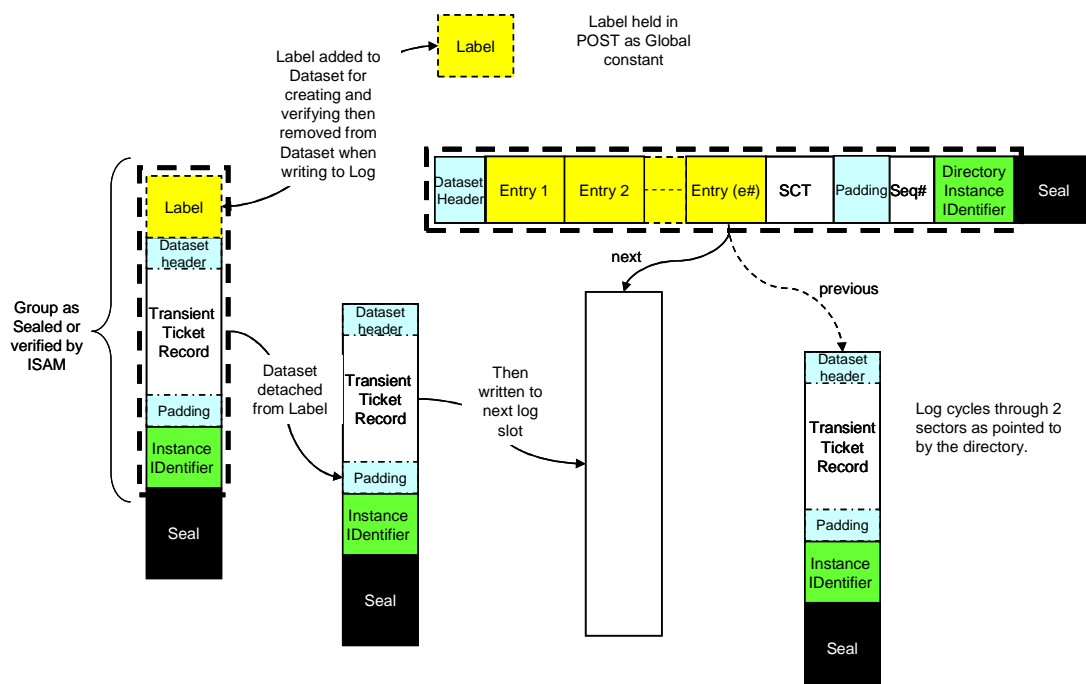 Label
Label held in
POST as Global
constant
Label added to
Dataset for
creating and
verifying then
removed from
Dataset when
writing to Log
Dataset
Header
Entry 1
Entry 2
Entry (e#)
SCT
Padding
Seq#
Directory
Instance
IDentifier
Seal
next
previous
Group as
Sealed or
verified by
ISAM
Label
Dataset
header
Transient
Ticket
Record
Padding
Instance
IDentifier
Seal
Dataset
detached
from Label
Dataset
header
Transient
Ticket
Record
Padding
Instance
IDentifier
Seal
Then
written to
next log
slot
Dataset
header
Transient
Ticket
Record
Padding
Instance
IDentifier
Seal
Log cycles through 2
sectors as pointed to
by the directory.